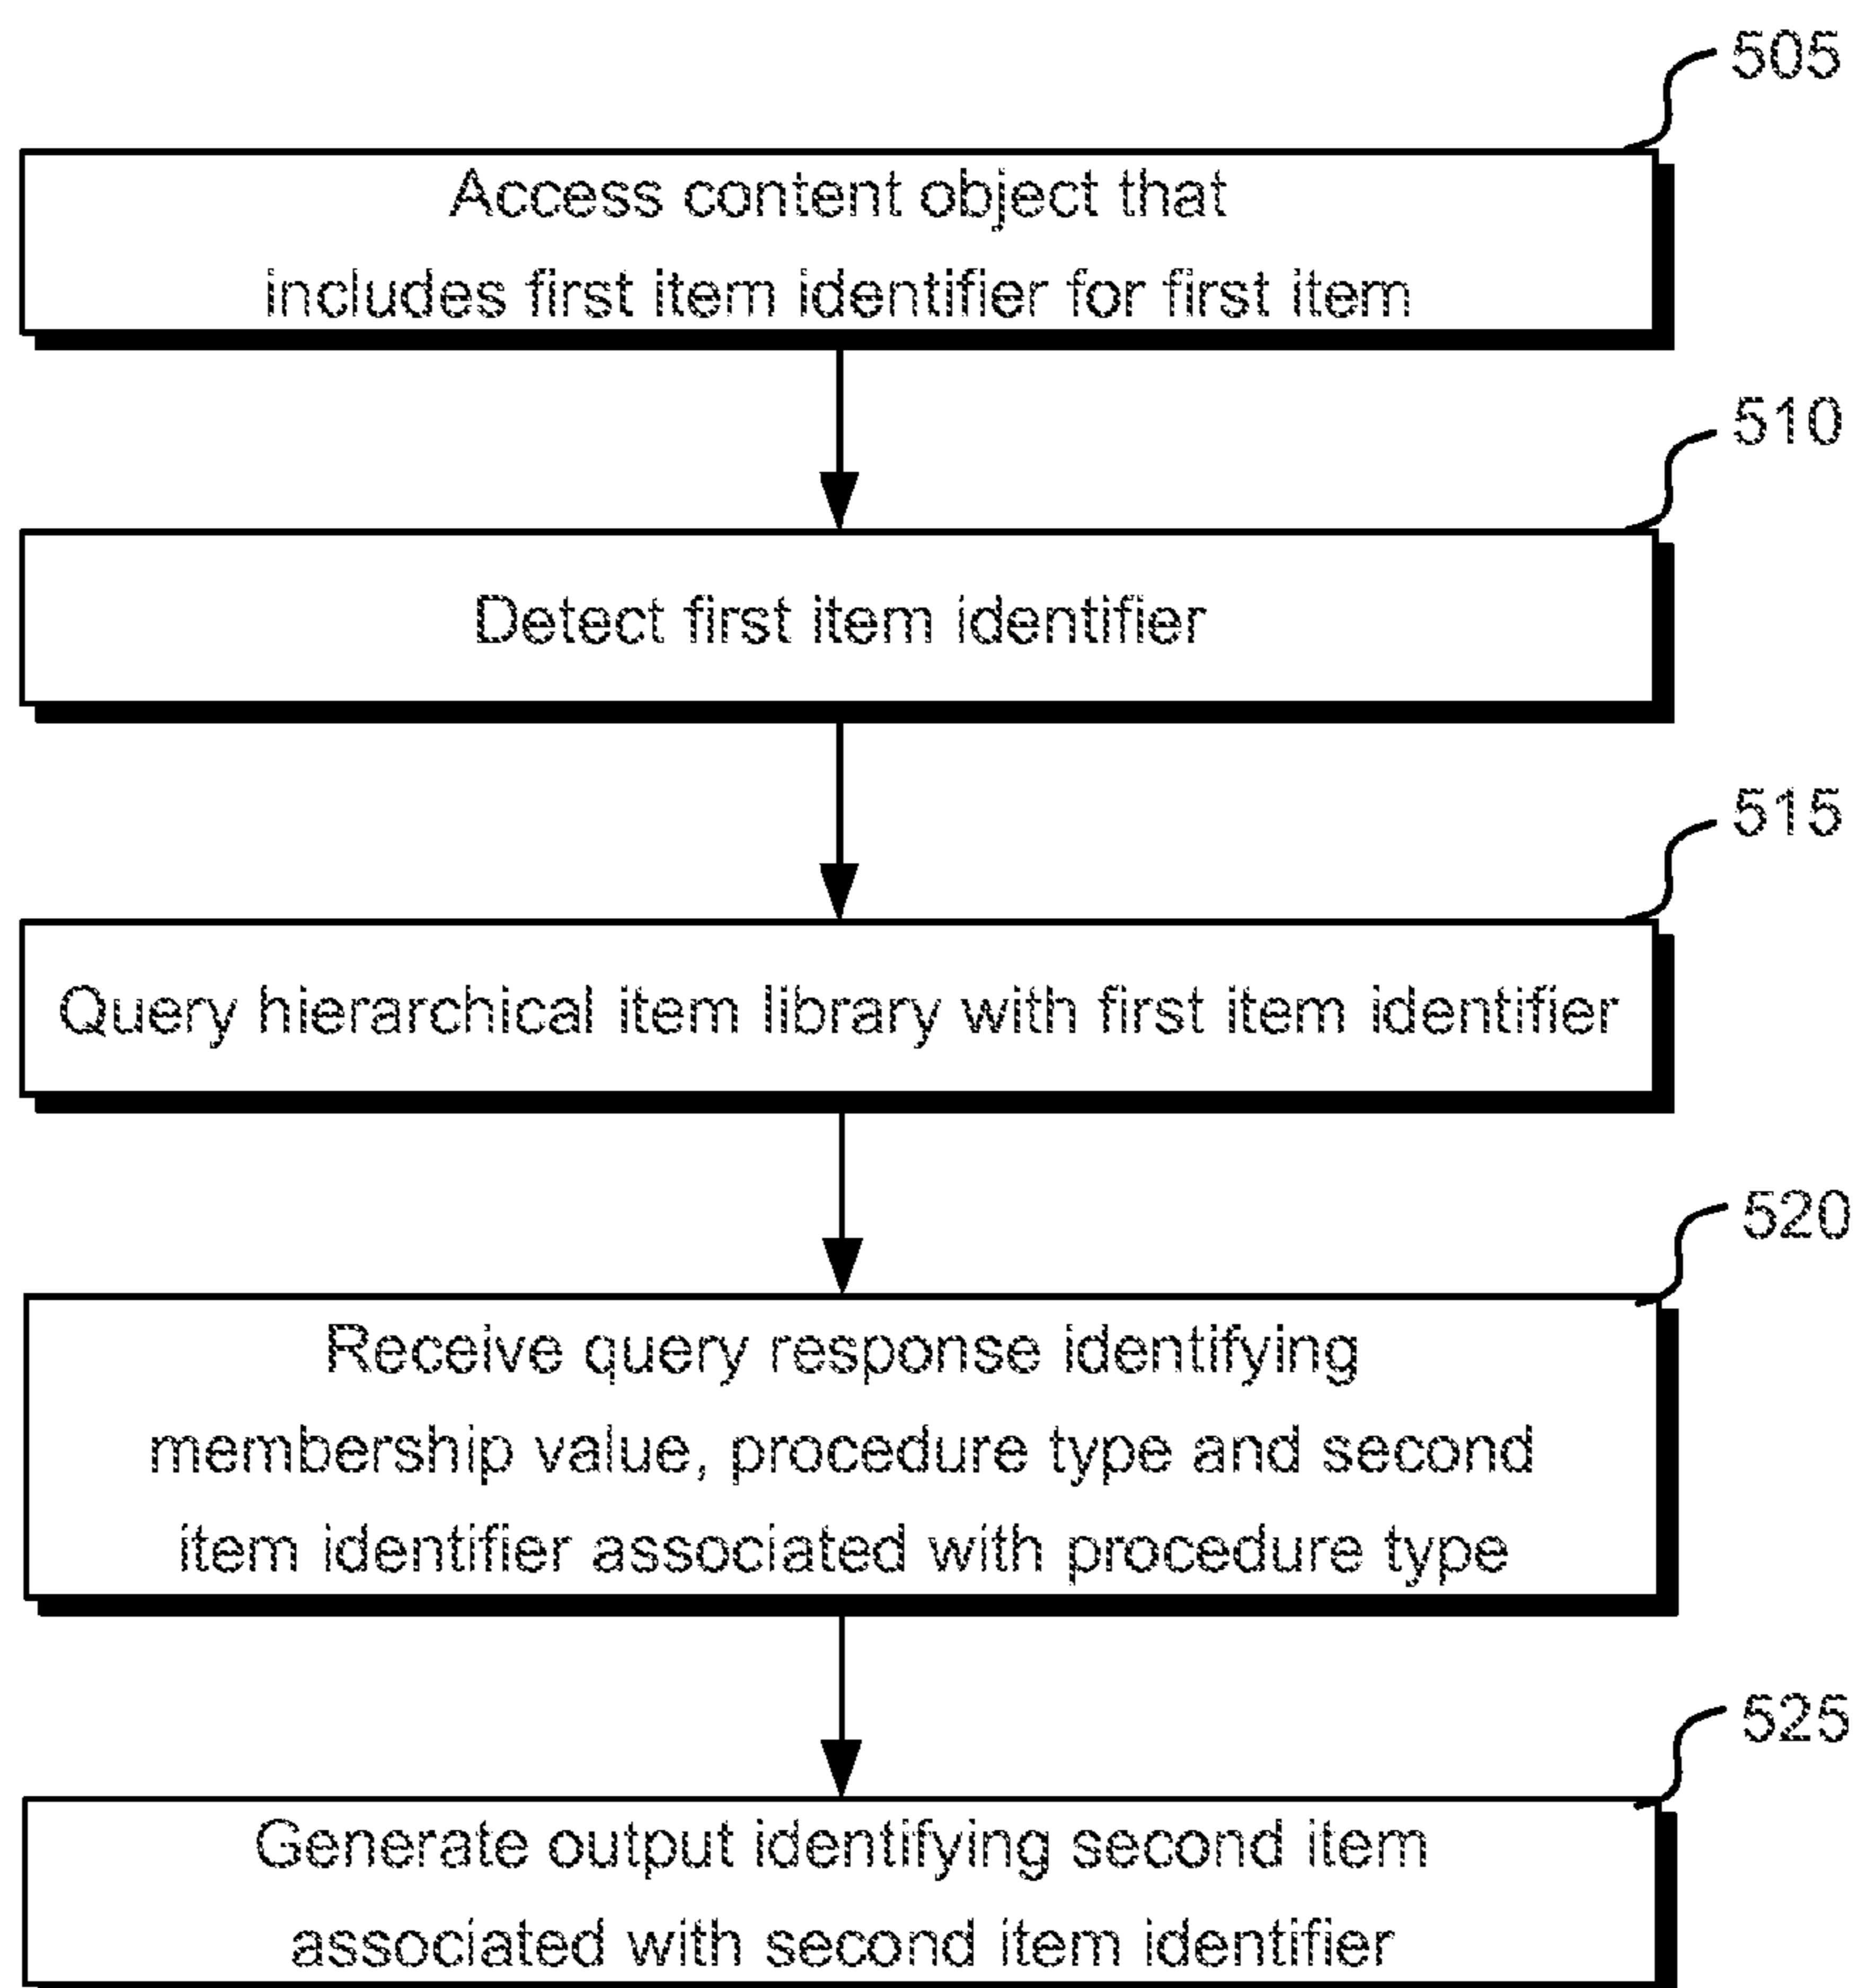 505
Access content object that
includes first item identifier for first item
510
Detect first item identifier
515
Query hierarchical item library with first item identifier
520
Receive query response identifying
membership value, procedure type and second
item identifier associated with procedure type
525
Generate output identifying second item
associated with second item identifier